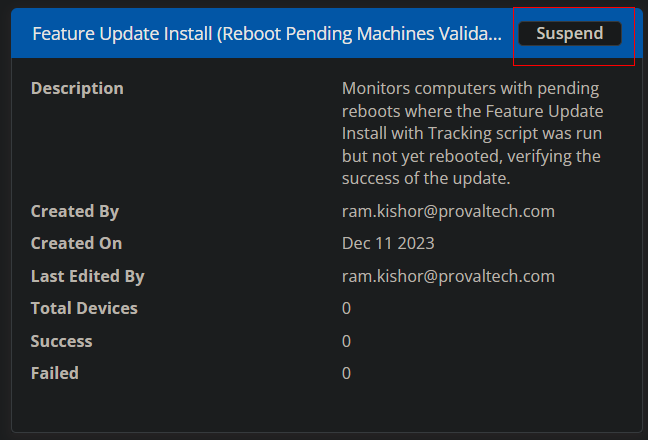 Feature Update Install (Reboot Pending Machines Valida...
Suspend
Description
Monitors computers with pending
reboots where the Feature Update
Install with Tracking script was run
but not yet rebooted, verifying the
success of the update.
Created By
ram.kishor@provaltech.com
Created On
Dec 11 2023
Last Edited By
ram.kishor@provaltech.com
Total Devices
0
Success
0
Failed
0